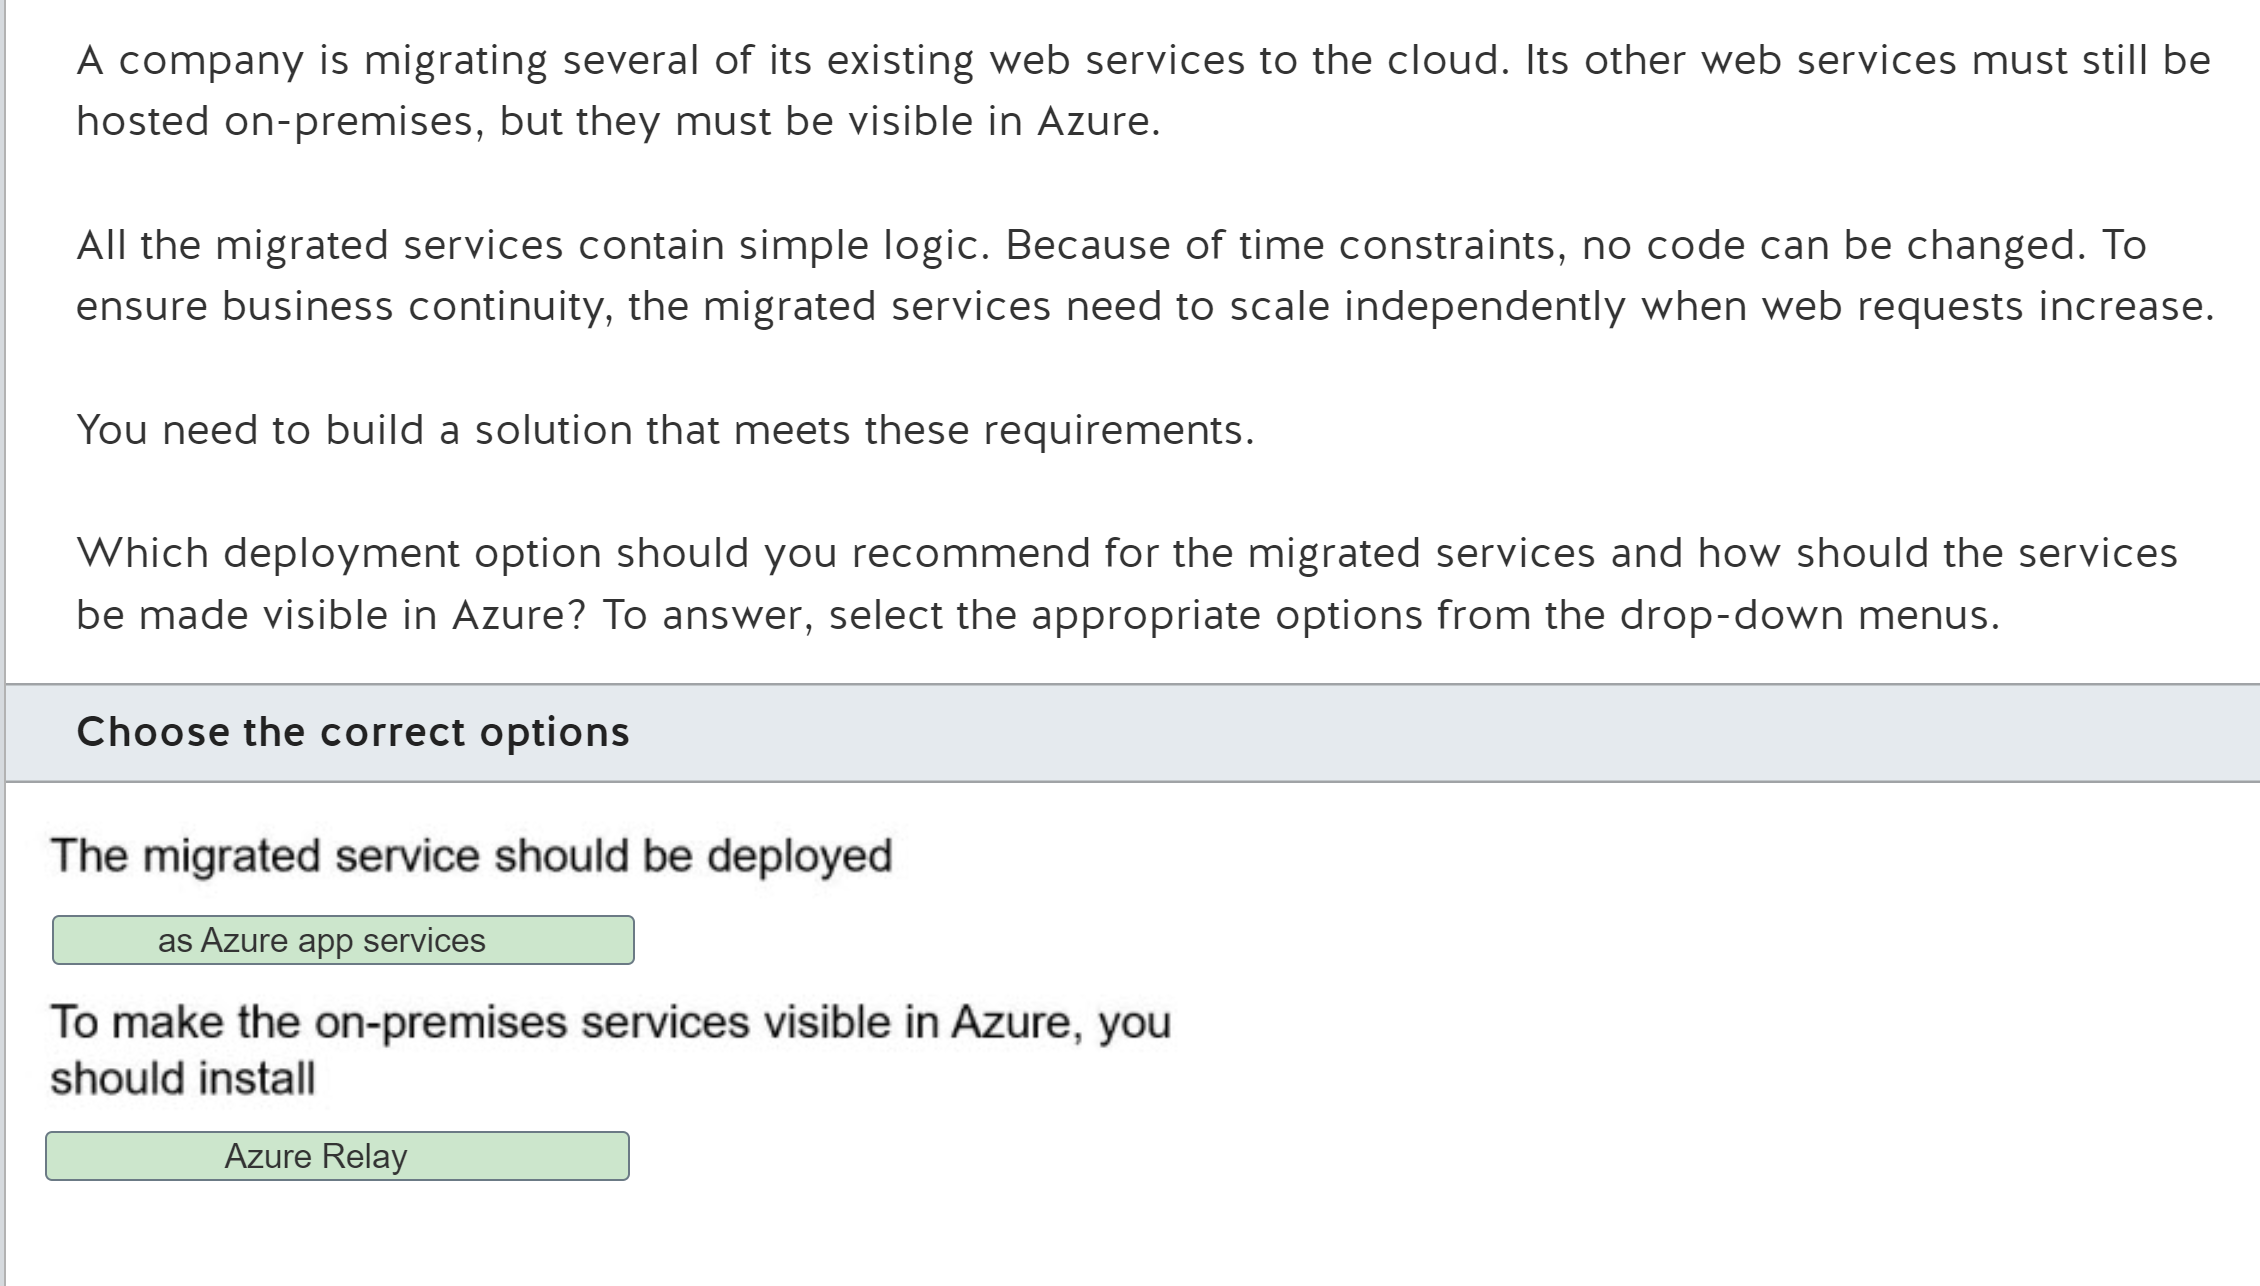 A company is migrating several of its existing web services to the cloud. Its other web services must still be
hosted on-premises, but they must be visible in Azure.
All the migrated services contain simple logic. Because of time constraints, no code can be changed. To
ensure business continuity, the migrated services need to scale independently when web requests increase.
You need to build a solution that meets these requirements.
Which deployment option should you recommend for the migrated services and how should the services
be made visible in Azure? To answer, select the appropriate options from the drop-down menus.
Choose the correct options
The migrated service should be deployed
as Azure app services
To make the on-premises services visible in Azure, you
should install
Azure Relay